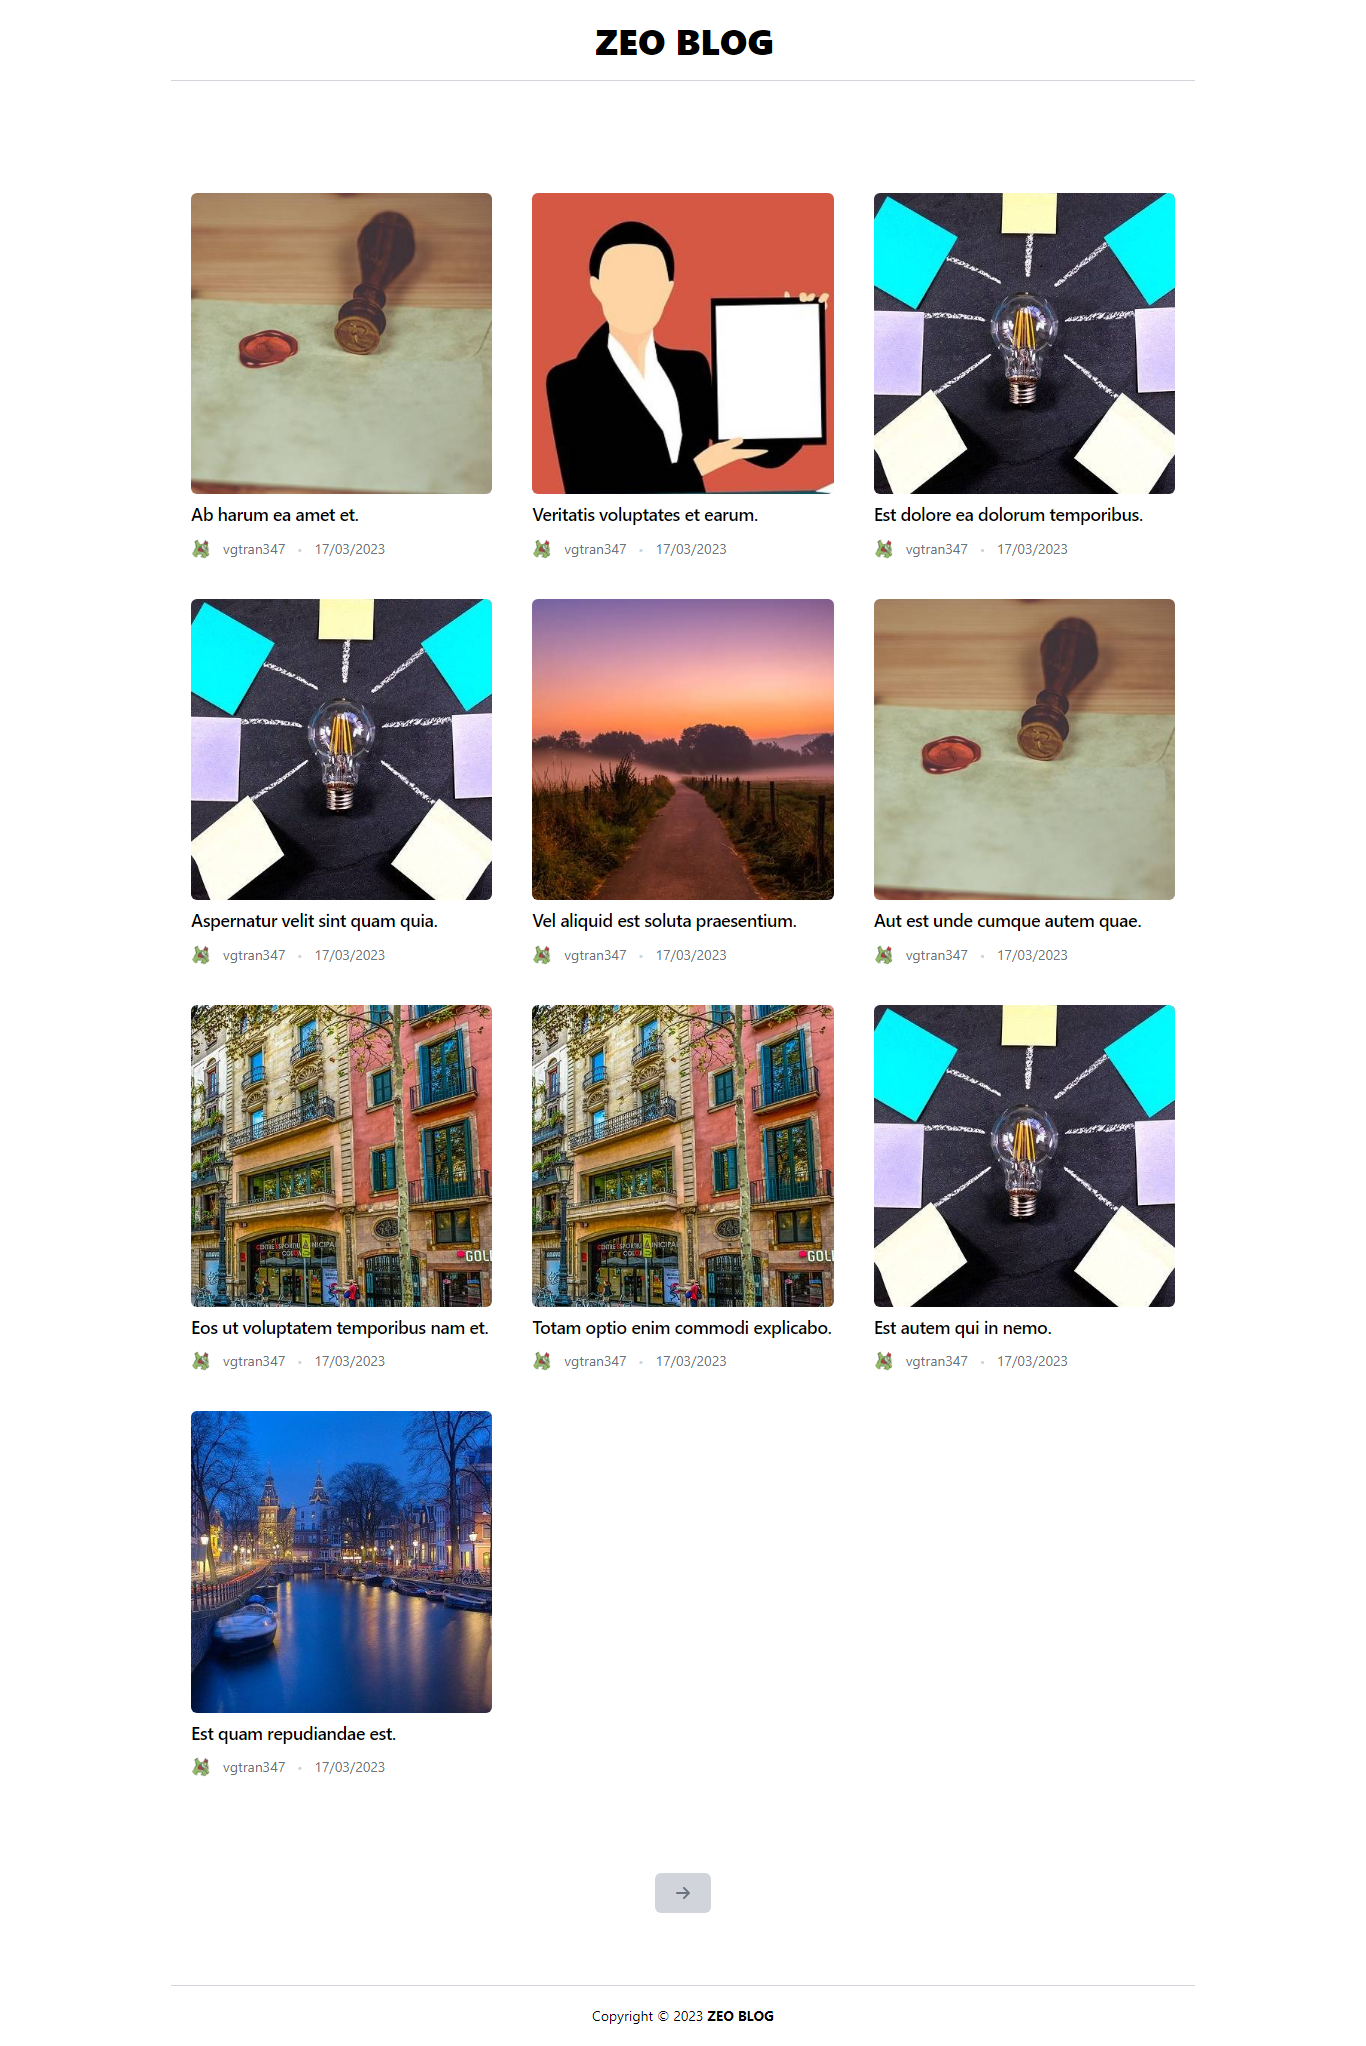 ZEO BLOG
Ab harum ea amet et.
vgtran347 • 17/03/2023
Veritatis voluptates et earum.
vgtran347 • 17/03/2023
Est dolore ea dolorum temporibus.
vgtran347 • 17/03/2023
Aspernatur velit sint quam quia.
vgtran347 • 17/03/2023
Vel aliquid est soluta praesentium.
vgtran347 • 17/03/2023
Aut est unde cumque autem quae.
vgtran347 • 17/03/2023
GOL
Eos ut voluptatem temporibus nam et.
vgtran347 • 17/03/2023
GOL
Totam optio enim commodi explicabo.
vgtran347 • 17/03/2023
Est autem qui in nemo.
vgtran347 • 17/03/2023
Est quam repudiandae est.
vgtran347 • 17/03/2023
Copyright © 2023 ZEO BLOG